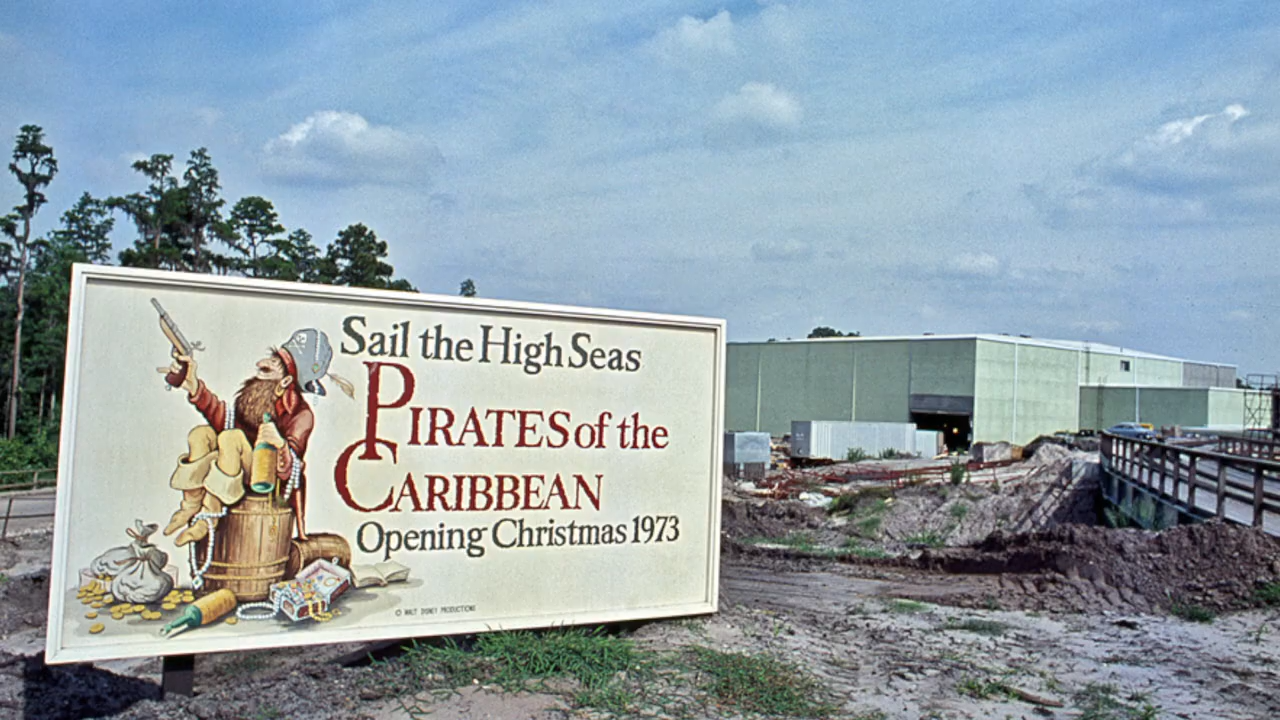 Sail the High Seas
PIRATES of the
CARIBBEAN
Opening Christmas 1973
© WALT DISNEY PRODUCTIONS